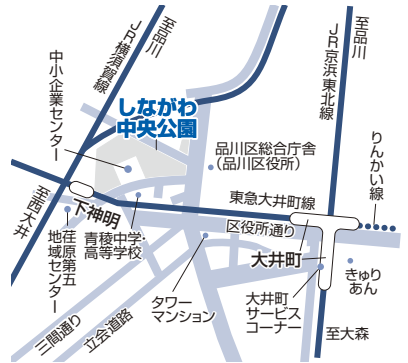 至品川
JR横須賀線
中小企業センター
しながわ
中央公園
至品川
JR京浜東北線
りんかい線
品川区総合庁舎
(品川区役所)
至西大井
下神明
東急大井町線
区役所通り
荏原第五
地域センター
青稜中学・
高等学校
大井町
きゅり
あん
タワー
マンション
大井町
サービス
コーナー
三間通り
立会道路
至大森